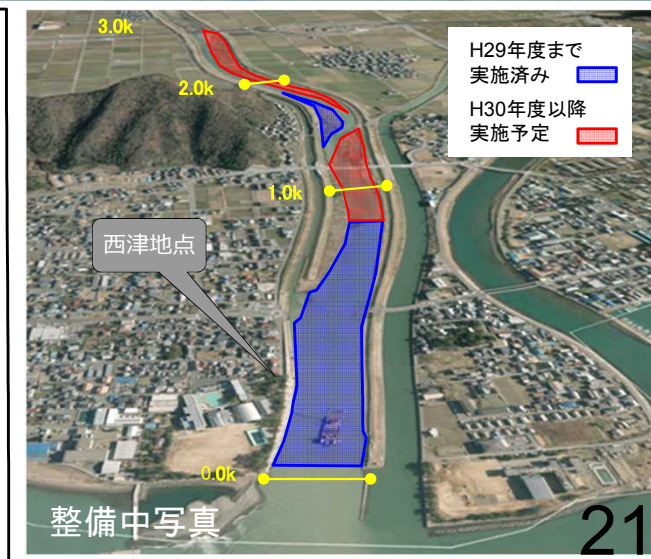 3.0k
H29年度まで
実施済み
H30年度以降
実施予定
2.0k
1.0k
西津地点
0.0k
整備中写真
21